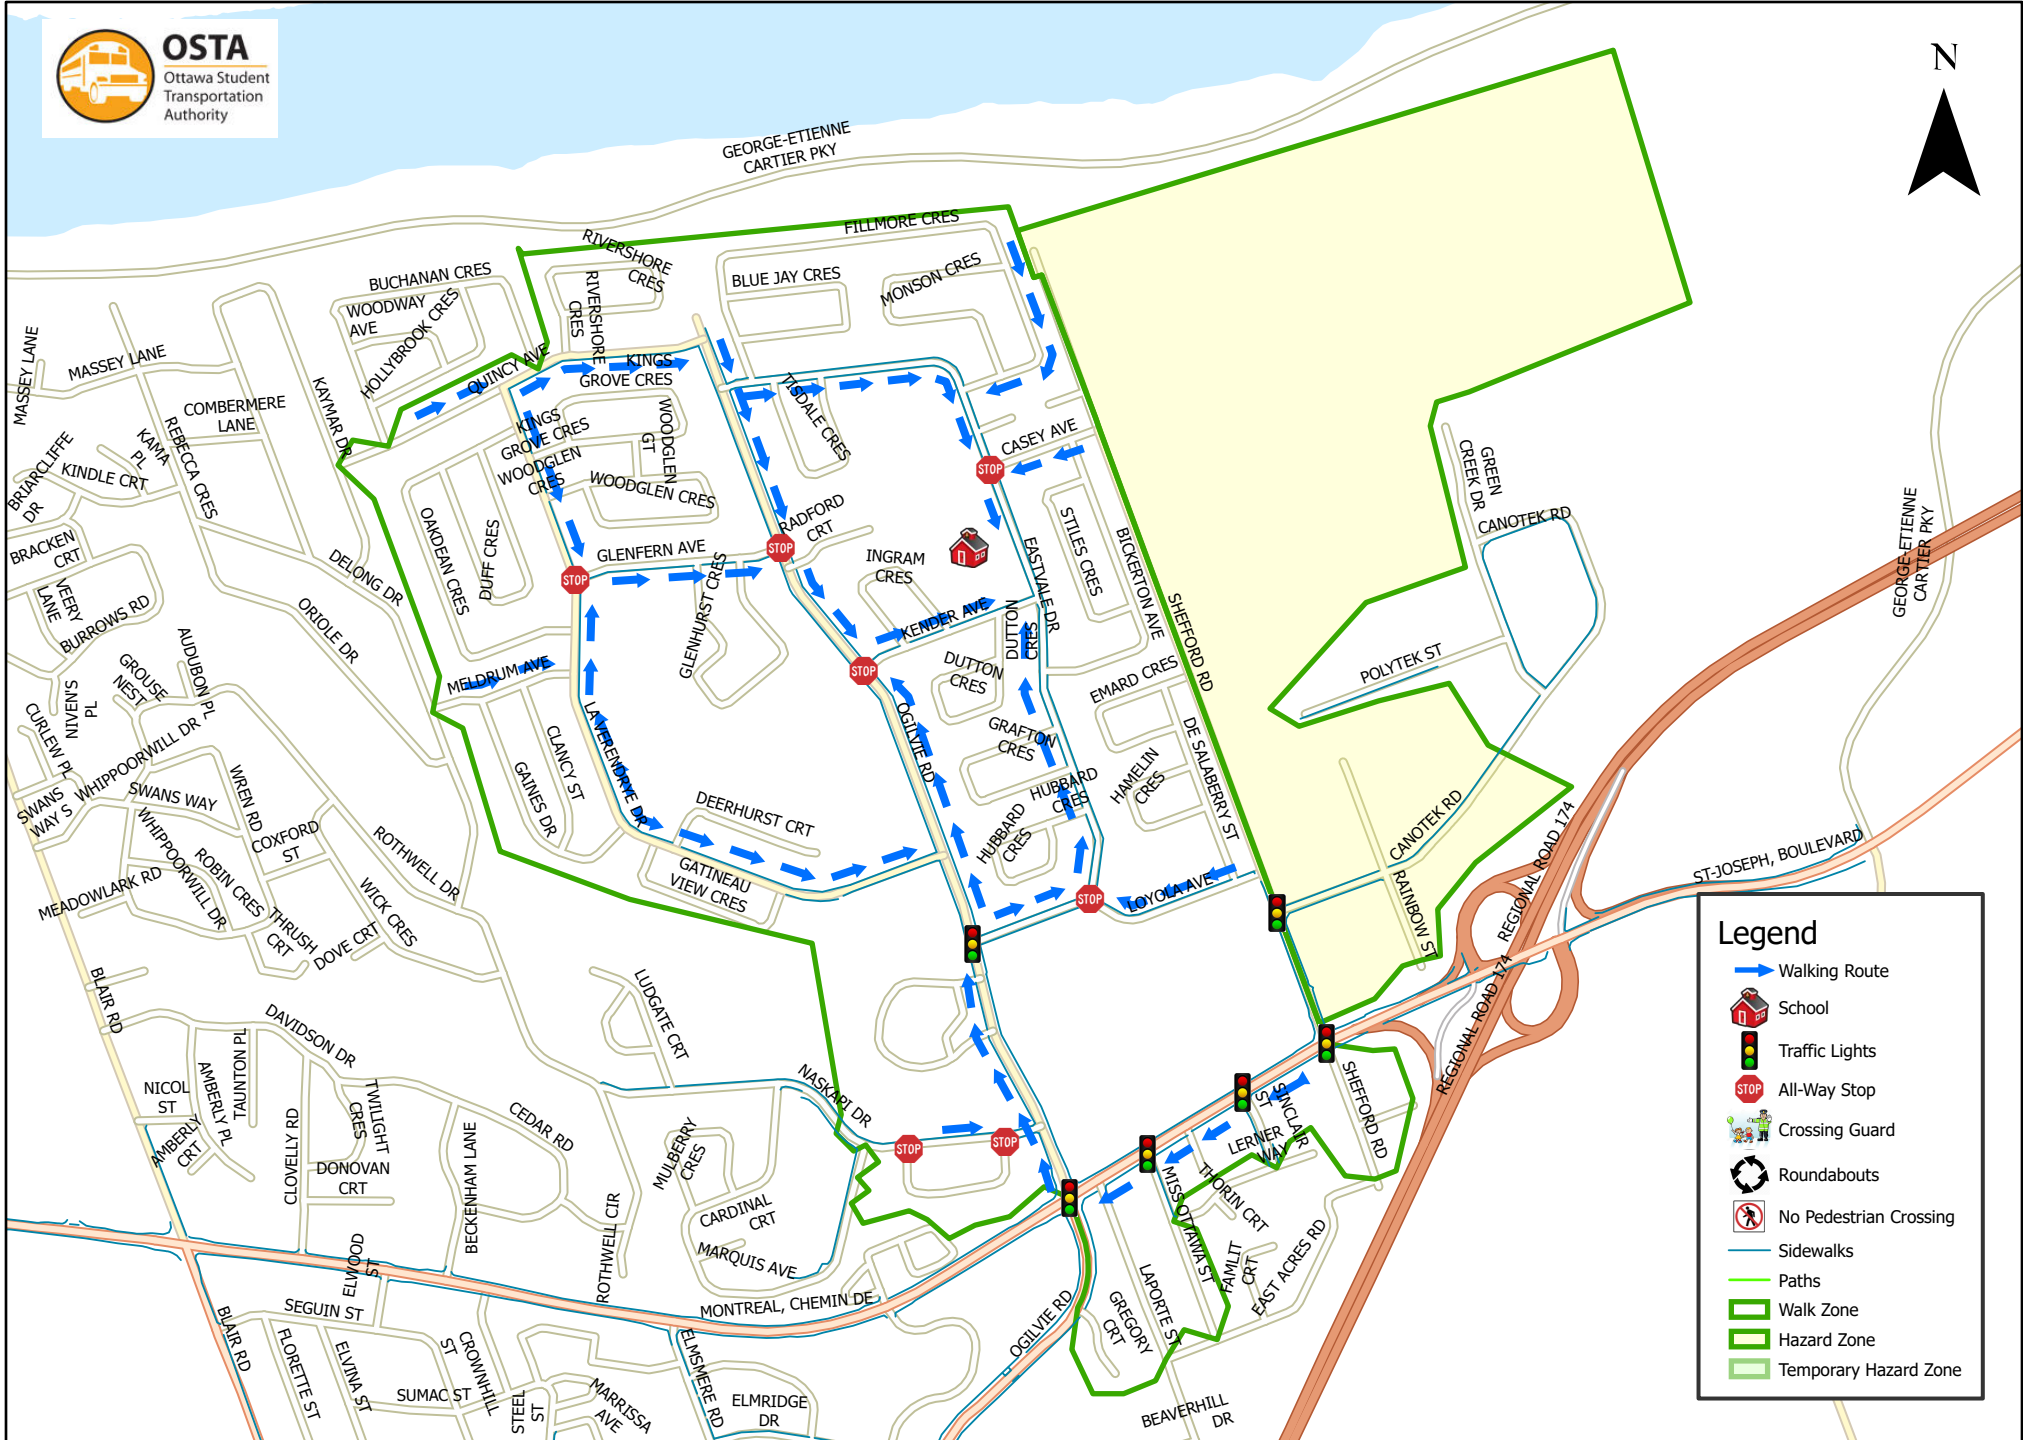 OSTA
Ottawa Student
Transportation
Authority
N
GEORGE-ETIENNE
CARTIER PKY
FILLMORE CRES
RIVERSHORE
CRES
BLUE JAY CRES
MONSON CRES
BUCHANAN CRES
WOODWAY
AVE
HOLLYBROOK CRES
RIVERSHORE
CRES
QUINCY AVE
KINGS
GROVE CRES
MASSEY LANE
MASSEY LANE
COMBERMERE
LANE
KAYMAR DR
REBECCA CRES
KAMA
PL
KINDLE CRT
BRIARCLIFFE
DR
BRACKEN
CRT
VEERY
LANE
BURROWS RD
KINGS
GROVE CRES
WOODGLEN
CRES
WOODGLEN
GT
WOODGLEN CRES
TISDALE CRES
CASEY AVE
RADFORD
CRT
GLENFERN AVE
GLENHURST CRES
OAKDEAN CRES
DUFF CRES
INGRAM
CRES
KENDER AVE
EASTVALE DR
STILES CRES
BICKERTON AVE
SHEFFORD RD
DUTTON
CRES
DUTTON
CRES
EMARD CRES
GRAFTON
CRES
HUBBARD
CRES
HUBBARD
CRES
HAMELIN
CRES
DE SALABERRY ST
LOYOLA AVE
OGILVIE RD
MELDRUM AVE
LA VERENDRYE DR
CLANCY ST
GAINES DR
DEERHURST CRT
GATINEAU
VIEW CRES
DELONG DR
ORIOLE DR
AUDUBON PL
GROUSE
NEST
NIVEN'S
PL
CURLEW PL
WHIPPOORWILL DR
SWANS
WAY S
SWANS WAY
WREN RD
COXFORD
ST
WHIPPOORWILL DR
ROBIN CRES
MEADOWLARK RD
THRUSH
CRT
DOVE CRT
WICK CRES
ROTHWELL DR
BLAIR RD
DAVIDSON DR
LUDGATE CRT
NASKAPI DR
NICOL
ST
AMBERLY PL
TAUNTON PL
AMBERLY
CRT
CLOVELLY RD
TWILIGHT
CRES
DONOVAN
CRT
BECKENHAM LANE
CEDAR RD
MULBERRY
CRES
CARDINAL
CRT
MARQUIS AVE
ROTHWELL CIR
ELWOOD
ST
SEGUIN ST
BLAIR RD
FLORETTE ST
ELVINA ST
SUMAC ST
CROWNHILL
ST
STEEL
ST
MARRISSA
AVE
ELMSMERE RD
ELMRIDGE
DR
MONTREAL, CHEMIN DE
OGILVIE RD
GREGORY
CRT
LAPORTE ST
MISS OTTAWA ST
THORIN CRT
FAMLIT
CRT
EAST ACRES RD
BEAVERHILL
DR
LERNER
WAY
SINCLAIR
ST
SHEFFORD RD
GREEN
CREEK DR
CANOTEK RD
POLYTEK ST
CANOTEK RD
RAINBOW ST
REGIONAL ROAD 174
REGIONAL ROAD 174
REGIONAL ROAD 174
ST-JOSEPH, BOULEVARD
GEORGE-ETIENNE
CARTIER PKY
STOP
STOP
STOP
STOP
STOP
STOP
STOP
Legend
Walking Route
School
Traffic Lights
STOP
All-Way Stop
Crossing Guard
Roundabouts
No Pedestrian Crossing
Sidewalks
Paths
Walk Zone
Hazard Zone
Temporary Hazard Zone